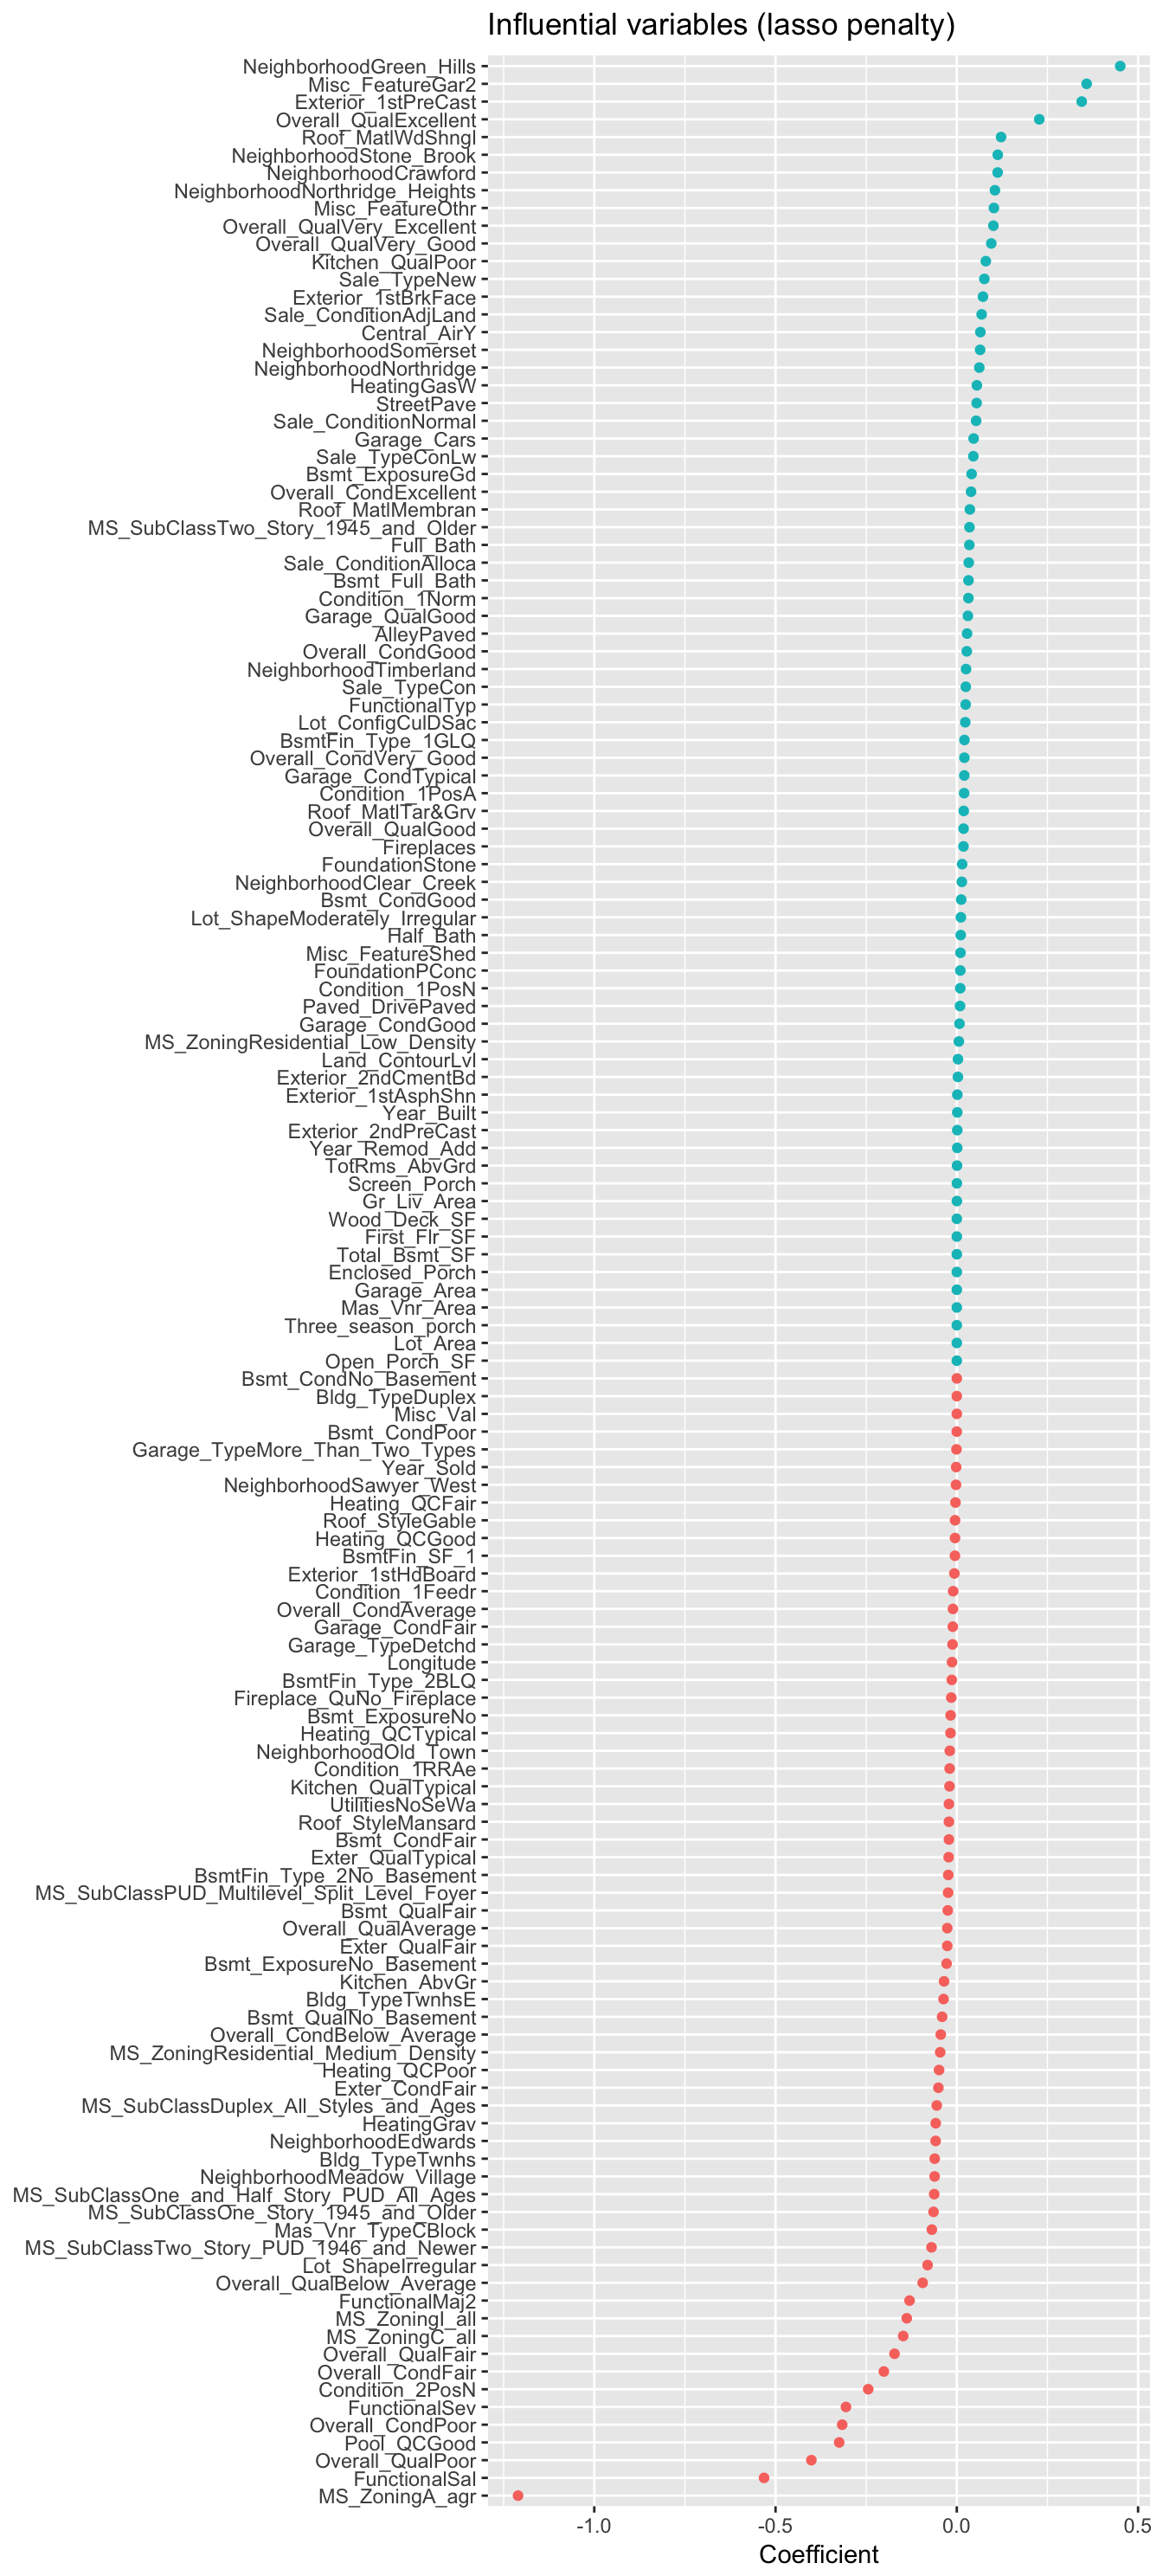 Influential variables (lasso penalty)
NeighborhoodGreen_Hills
Misc_FeatureGar2
Exterior_1stPreCast
Overall_QualExcellent
Roof_MatlWdShngl
NeighborhoodStone_Brook
NeighborhoodCrawford
NeighborhoodNorthridge_Heights
Misc_FeatureOthr
Overall_QualVery_Excellent
Overall_QualVery_Good
Kitchen_QualPoor
Sale_TypeNew
Exterior_1stBrkFace
Sale_ConditionAdjLand
Central_AirY
NeighborhoodSomerset
NeighborhoodNorthridge
HeatingGasW
StreetPave
Sale_ConditionNormal
Garage_Cars
Sale_TypeConLw
Bsmt_ExposureGd
Overall_CondExcellent
Roof_MatlMembran
MS_SubClassTwo_Story_1945_and_Older
Full_Bath
Sale_ConditionAlloca
Bsmt_Full_Bath
Condition_1Norm
Garage_QualGood
AlleyPaved
Overall_CondGood
NeighborhoodTimberland
Sale_TypeCon
FunctionalTyp
Lot_ConfigCulDSac
BsmtFin_Type_1GLQ
Overall_CondVery_Good
Garage_CondTypical
Condition_1PosA
Roof_MatlTar&Grv
Overall_QualGood
Fireplaces
FoundationStone
NeighborhoodClear_Creek
Bsmt_CondGood
Lot_ShapeModerately_Irregular
Half_Bath
Misc_FeatureShed
FoundationPConc
Condition_1PosN
Paved_DrivePaved
Garage_CondGood
MS_ZoningResidential_Low_Density
Land_ContourLvl
Exterior_2ndCmentBd
Exterior_1stAsphShn
Year_Built
Exterior_2ndPreCast
Year_Remod_Add
TotRms_AbvGrd
Screen_Porch
Gr_Liv_Area
Wood_Deck_SF
First_Flr_SF
Total_Bsmt_SF
Enclosed_Porch
Garage_Area
Mas_Vnr_Area
Three_season_porch
Lot_Area
Open_Porch_SF
Bsmt_CondNo_Basement
Bldg_TypeDuplex
Misc_Val
Bsmt_CondPoor
Garage_TypeMore_Than_Two_Types
Year_Sold
NeighborhoodSawyer_West
Heating_QCFair
Roof_StyleGable
Heating_QCGood
BsmtFin_SF_1
Exterior_1stHdBoard
Condition_1Feedr
Overall_CondAverage
Garage_CondFair
Garage_TypeDetchd
Longitude
BsmtFin_Type_2BLQ
Fireplace_QuNo_Fireplace
Bsmt_ExposureNo
Heating_QCTypical
NeighborhoodOld_Town
Condition_1RRAe
Kitchen_QualTypical
UtilitiesNoSeWa
Roof_StyleMansard
Bsmt_CondFair
Exter_QualTypical
BsmtFin_Type_2No_Basement
MS_SubClassPUD_Multilevel_Split_Level_Foyer
Bsmt_QualFair
Overall_QualAverage
Exter_QualFair
Bsmt_ExposureNo_Basement
Kitchen_AbvGr
Bldg_TypeTwnhsE
Bsmt_QualNo_Basement
Overall_CondBelow_Average
MS_ZoningResidential_Medium_Density
Heating_QCPoor
Exter_CondFair
MS_SubClassDuplex_All_Styles_and_Ages
HeatingGrav
NeighborhoodEdwards
Bldg_TypeTwnhs
NeighborhoodMeadow_Village
MS_SubClassOne_and_Half_Story_PUD_All_Ages
MS_SubClassOne_Story_1945_and_Older
Mas_Vnr_TypeCBlock
MS_SubClassTwo_Story_PUD_1946_and_Newer
Lot_ShapeIrregular
Overall_QualBelow_Average
FunctionalMaj2
MS_ZoningI_all
MS_ZoningC_all
Overall_QualFair
Overall_CondFair
Condition_2PosN
FunctionalSev
Overall_CondPoor
Pool_QCGood
Overall_QualPoor
FunctionalSal
MS_ZoningA_agr
-1.0 -0.5 0.0 0.5
Coefficient